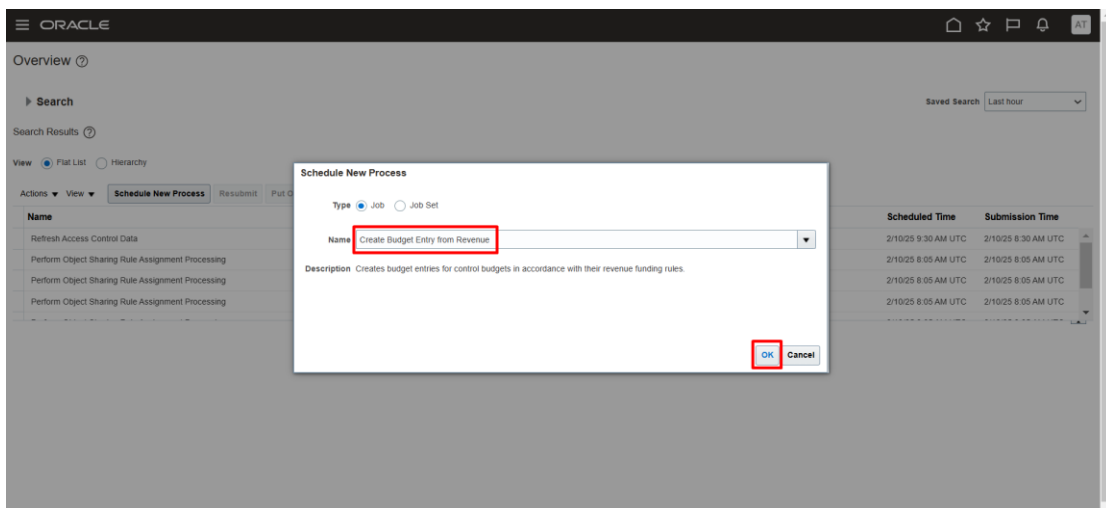 ORACLE
AT
Overview
Search
Saved Search Last hour
Search Results
View Flat List Hierarchy
Actions View Schedule New Process Resubmit Put O
Name Scheduled Time Submission Time
Refresh Access Control Data 2/10/25 9:30 AM UTC 2/10/25 8:30 AM UTC
Perform Object Sharing Rule Assignment Processing 2/10/25 8:05 AM UTC 2/10/25 8:05 AM UTC
Perform Object Sharing Rule Assignment Processing 2/10/25 8:05 AM UTC 2/10/25 8:05 AM UTC
Perform Object Sharing Rule Assignment Processing 2/10/25 8:05 AM UTC 2/10/25 8:05 AM UTC
Schedule New Process
Type Job Job Set
Name Create Budget Entry from Revenue
Description Creates budget entries for control budgets in accordance with their revenue funding rules.
OK Cancel